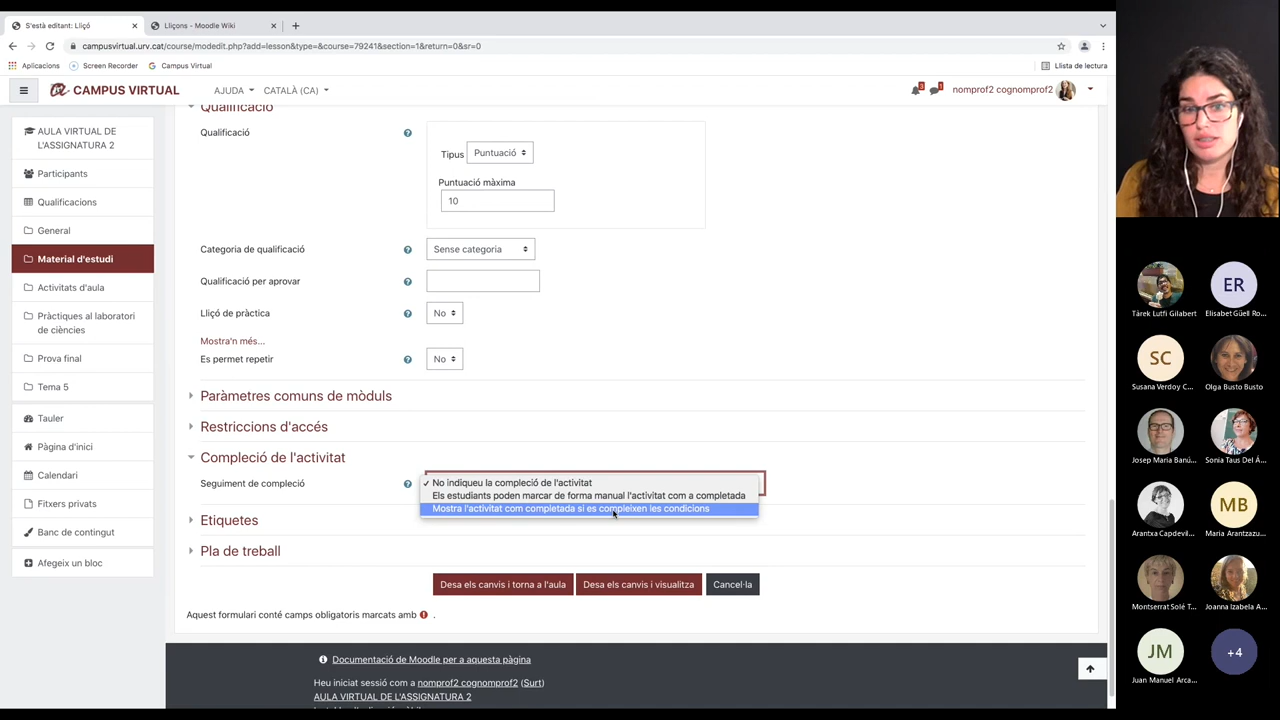 S'està editant: Lliçó
Lliçons - Moodle Wiki
campusvirtual.urv.cat/course/modedit.php?add=lesson&type=&course=79241&section=1&return=0&sr=0
Aplicacions
Screen Recorder
Campus Virtual
Llista de lectura
CAMPUS VIRTUAL
AJUDA
CATALÀ (CA)
3
1
nomprof2 cognomprof2
AULA VIRTUAL DE
L'ASSIGNATURA 2
Participants
Qualificacions
General
Material d'estudi
Activitats d'aula
Pràctiques al laboratori
de ciències
Prova final
Tema 5
Tauler
Pàgina d'inici
Calendari
Fitxers privats
Banc de contingut
Afegeix un bloc
Qualificació
Qualificació
Tipus Puntuació
Puntuació màxima
10
Categoria de qualificació
Sense categoria
Qualificació per aprovar
Lliçó de pràctica
No
Mostra'n més...
Es permet repetir
No
Paràmetres comuns de mòduls
Restriccions d'accés
Compleció de l'activitat
Seguiment de compleció
No indiqueu la compleció de l'activitat
Els estudiants poden marcar de forma manual l'activitat com a completada
Mostra l'activitat com completada si es compleixen les condicions
Etiquetes
Pla de treball
Desa els canvis i torna a l'aula
Desa els canvis i visualitza
Cancel·la
Aquest formulari conté camps obligatoris marcats amb .
Documentació de Moodle per a aquesta pàgina
Heu iniciat sessió com a nomprof2 cognomprof2 (Surt)
AULA VIRTUAL DE L'ASSIGNATURA 2
ER
Tárek Lutfi Gilabert
Elisabet Güell Ro...
SC
Susana Verdoy C...
Olga Busto Busto
Josep Maria Banú...
Sonia Taus Del Á...
MB
Arantxa Capdevil...
Maria Arantzazu...
Montserrat Solé T...
Joanna Izabela A...
JM
+4
Juan Manuel Arca...